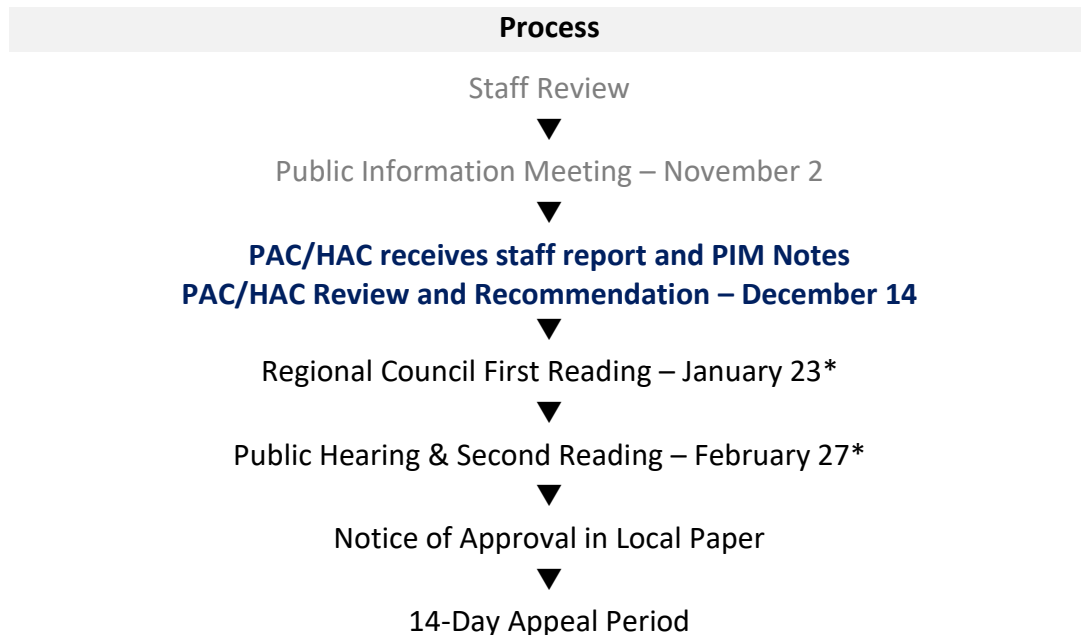 Process
Staff Review
Public Information Meeting – November 2
PAC/HAC receives staff report and PIM Notes
PAC/HAC Review and Recommendation – December 14
Regional Council First Reading – January 23*
Public Hearing & Second Reading – February 27*
Notice of Approval in Local Paper
14-Day Appeal Period